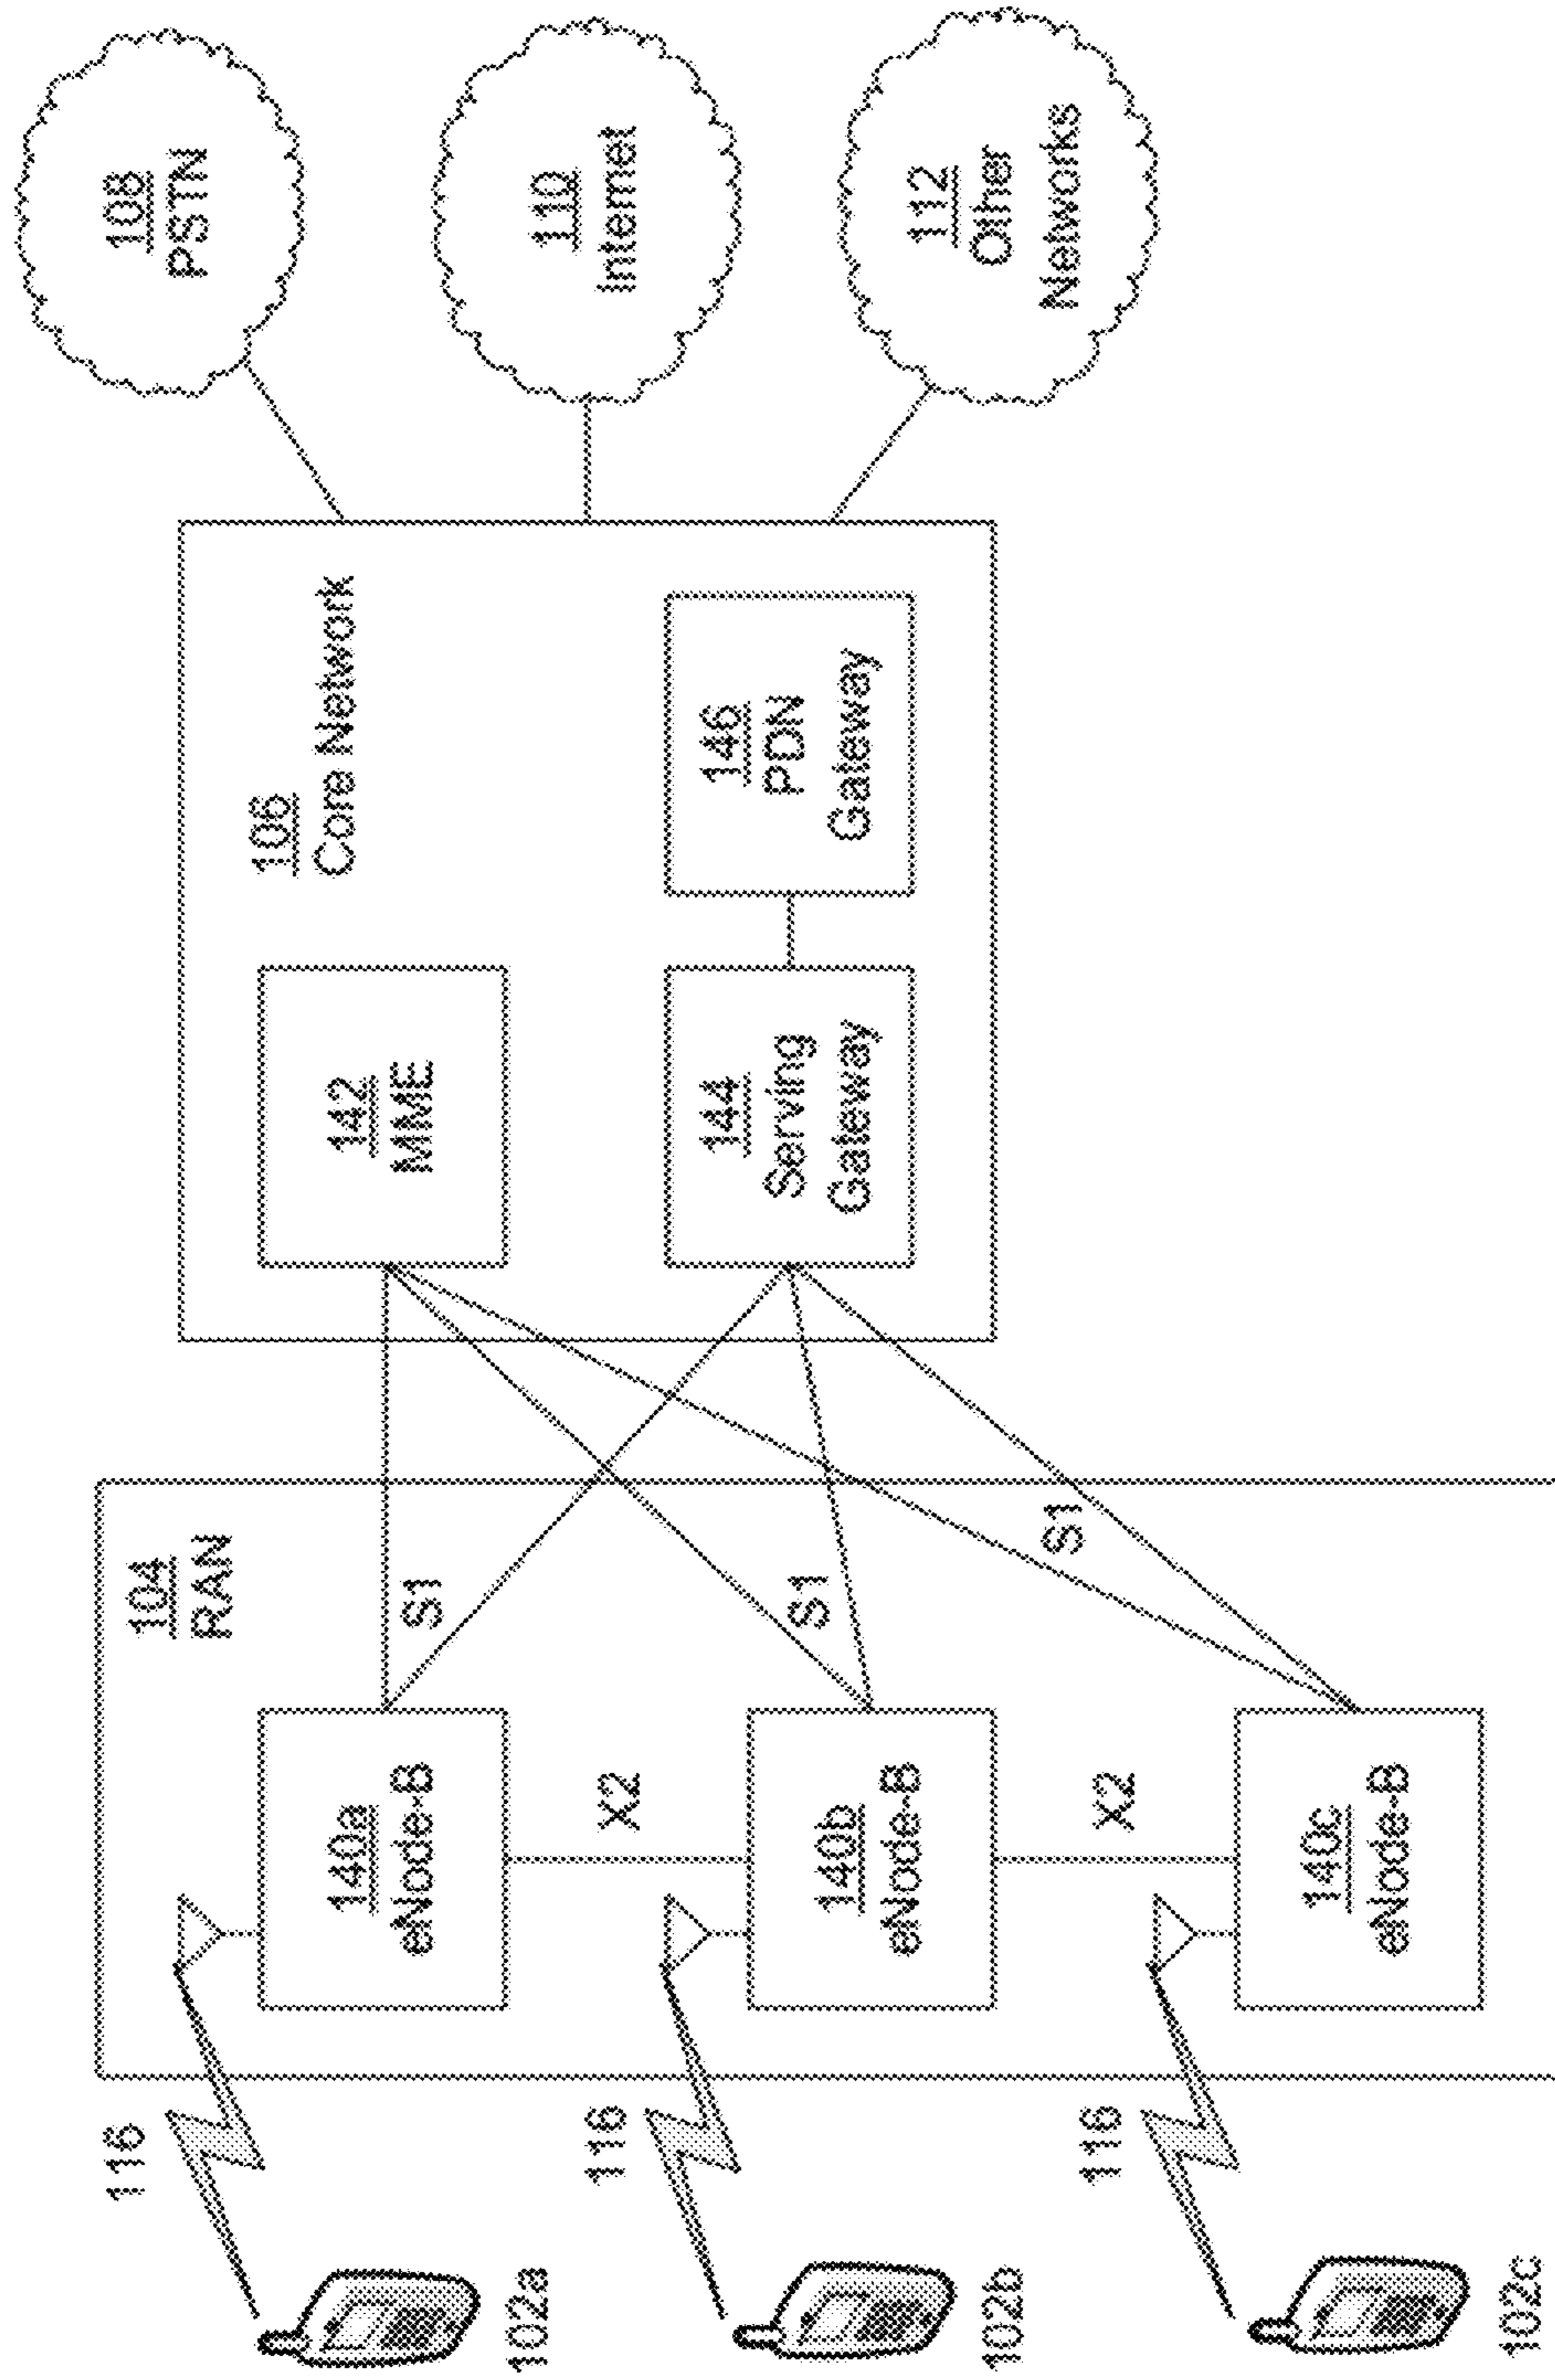 116
102a
116
102b
116
102c
104
RAN
140a
eNode-B
X2
140b
eNode-B
X2
140c
eNode-B
S1
S1
S1
106
Core Network
142
MME
144
Serving
Gateway
146
PDN
Gateway
108
PSTN
110
Internet
112
Other
Networks